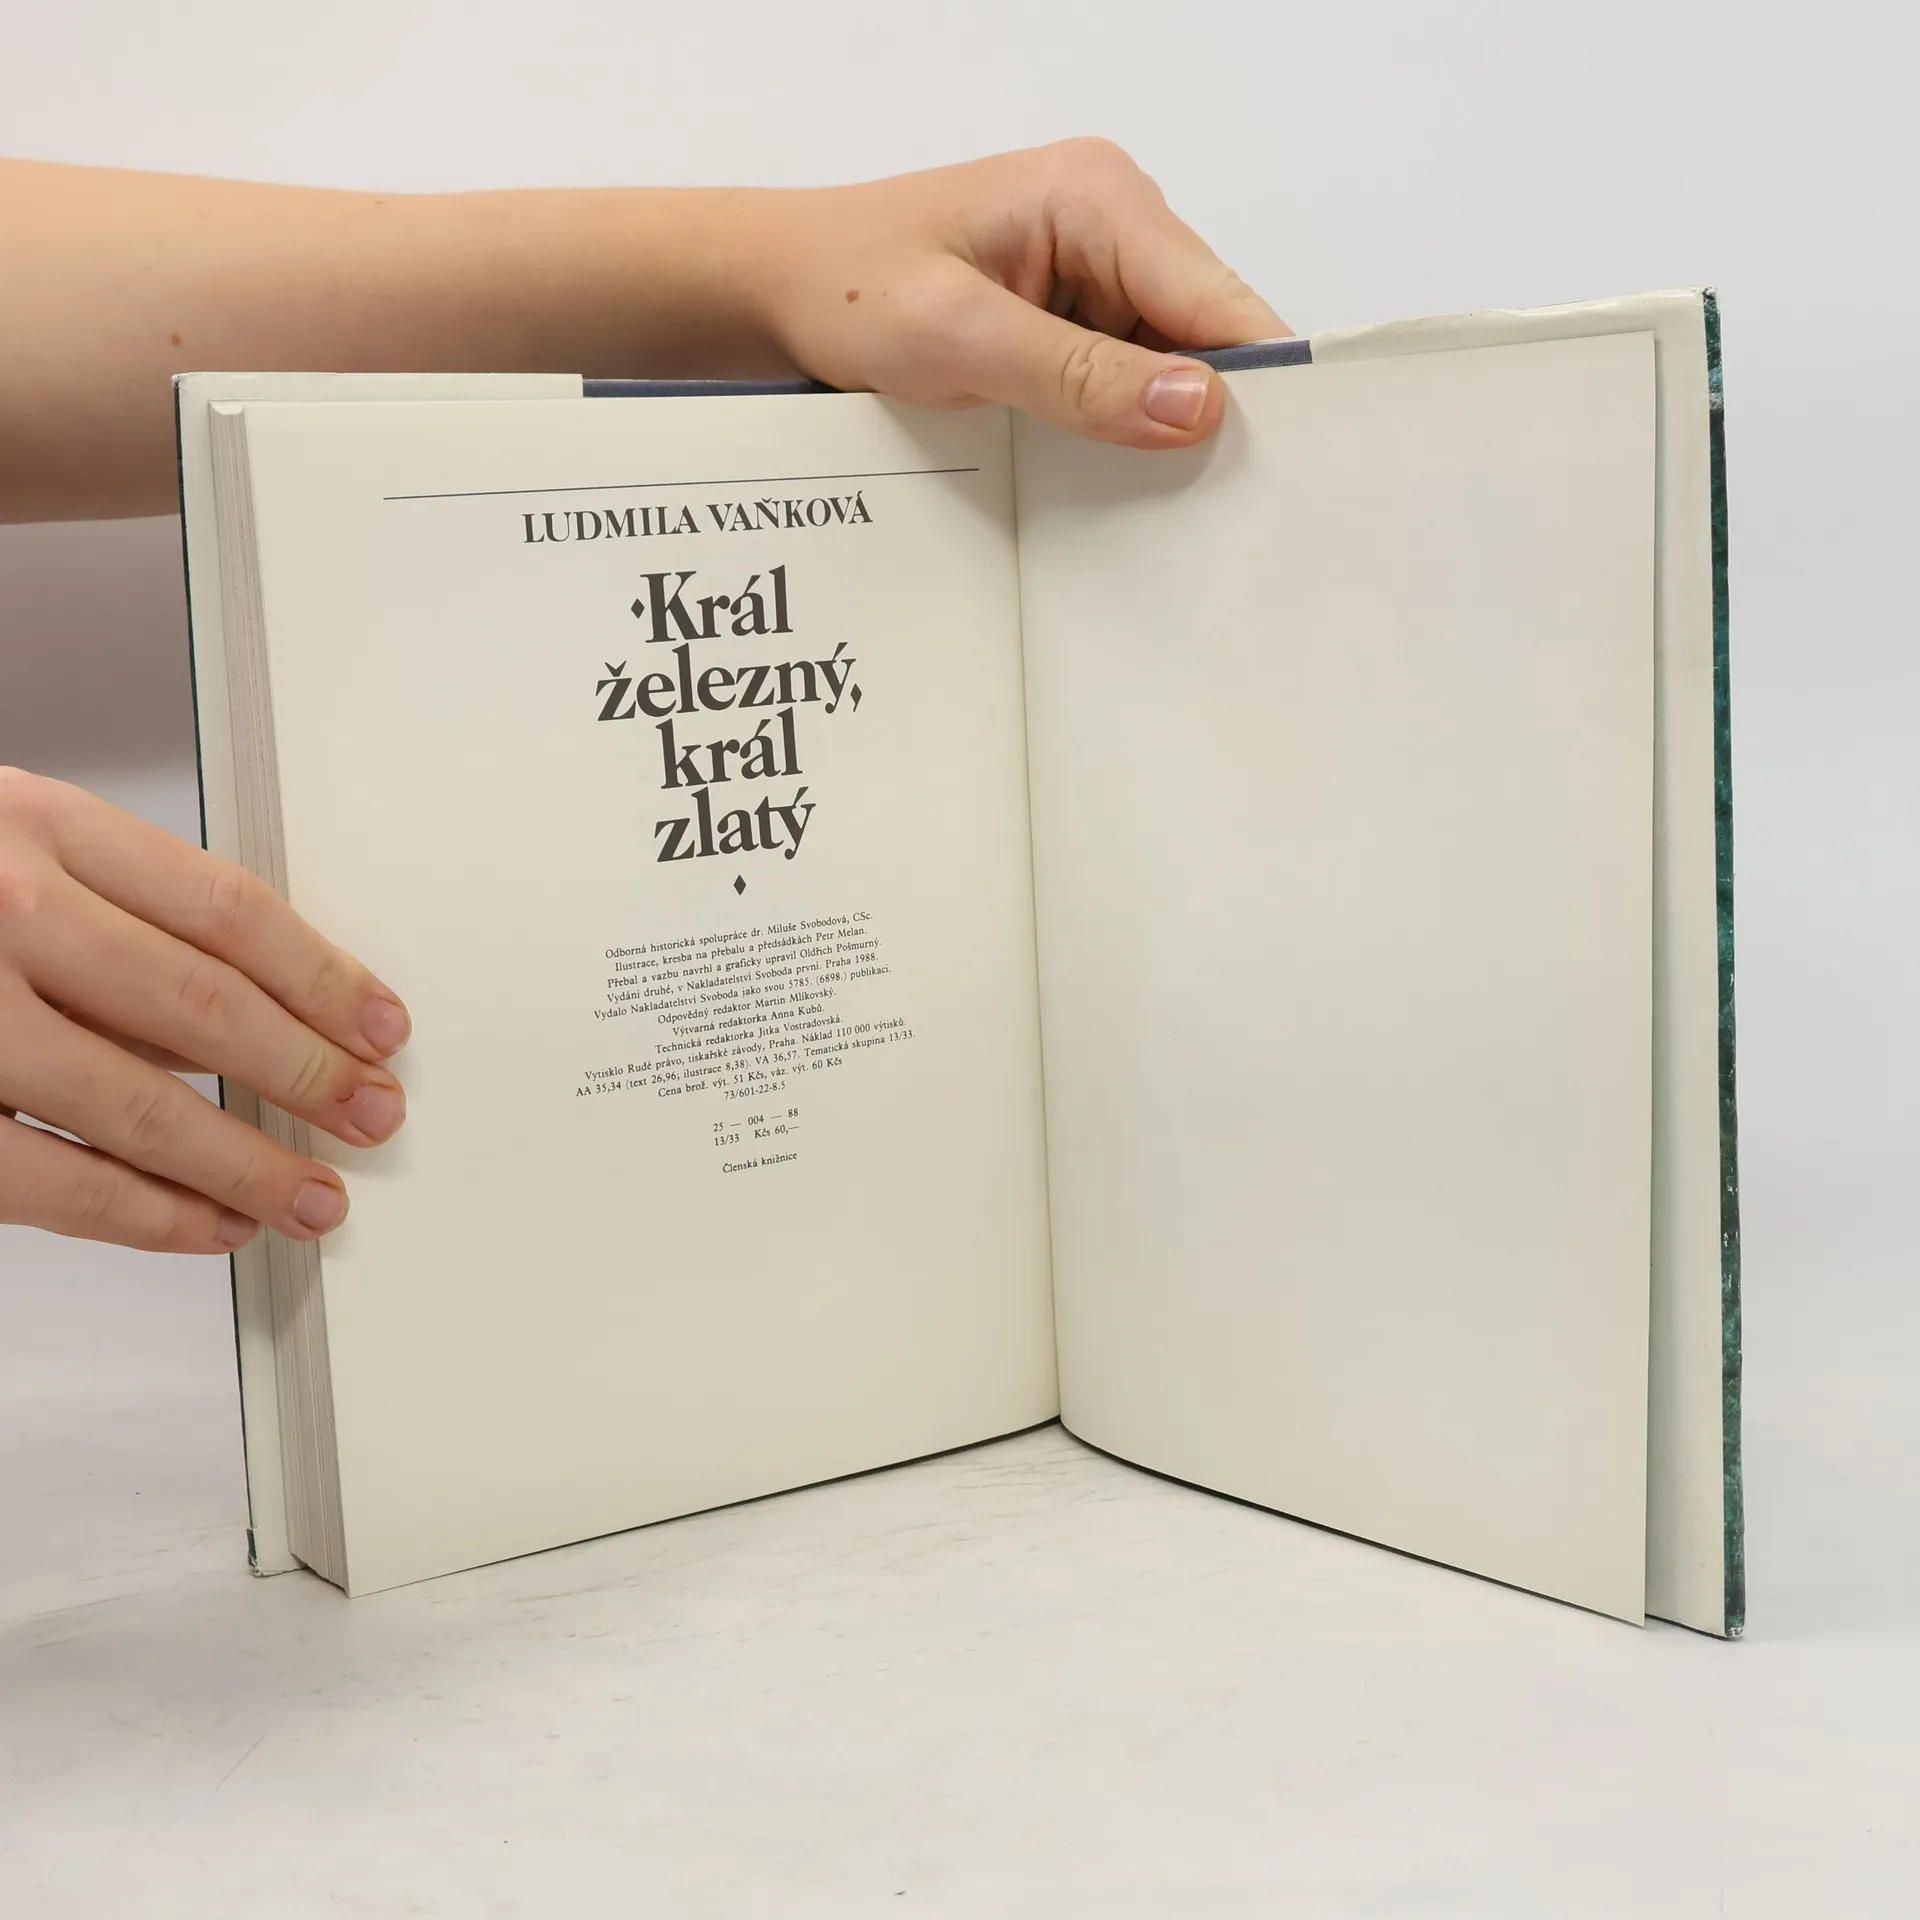 LUDMILA VAŇKOVÁ
Král
železný,
král
zlatý
Odborná historická spolupráce dr. Miluše Svobodová, CSc.
Ilustrace, kresba na přebalu a předsádkách Petr Melan.
Přebal a vazbu navrhl a graficky upravil Oldřich Pošmurný.
Vydání druhé, v Nakladatelství Svoboda první. Praha 1988.
Vydalo Nakladatelství Svoboda jako svou 5785. (6898.) publikaci.
Odpovědný redaktor Martin Mlíkovský.
Výtvarná redaktorka Anna Kubů.
Technická redaktorka Jitka Vostradovská.
Vytisklo Rudé právo, tiskařské závody, Praha. Náklad 110 000 výtisků.
AA 35,34 (text 26,96; ilustrace 8,38). VA 36,57. Tematická skupina 13/33.
Cena brož. výt. 51 Kčs, váz. výt. 60 Kčs
73/601-22-8.5
25 — 004 — 88
13/33 Kčs 60,—
Členská knižnice